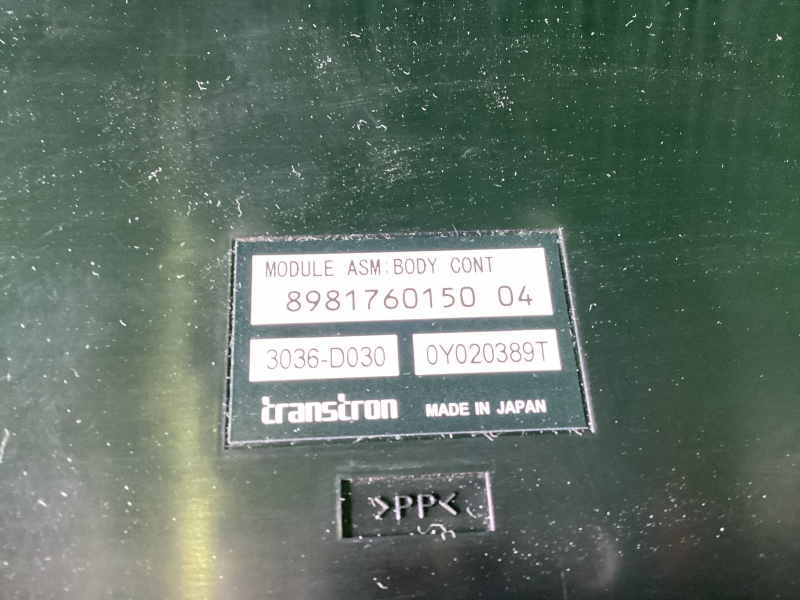 MODULE ASM:BODY CONT
8981760150 04
3036-D030 0Y020389T
transtron MADE IN JAPAN
>PP<